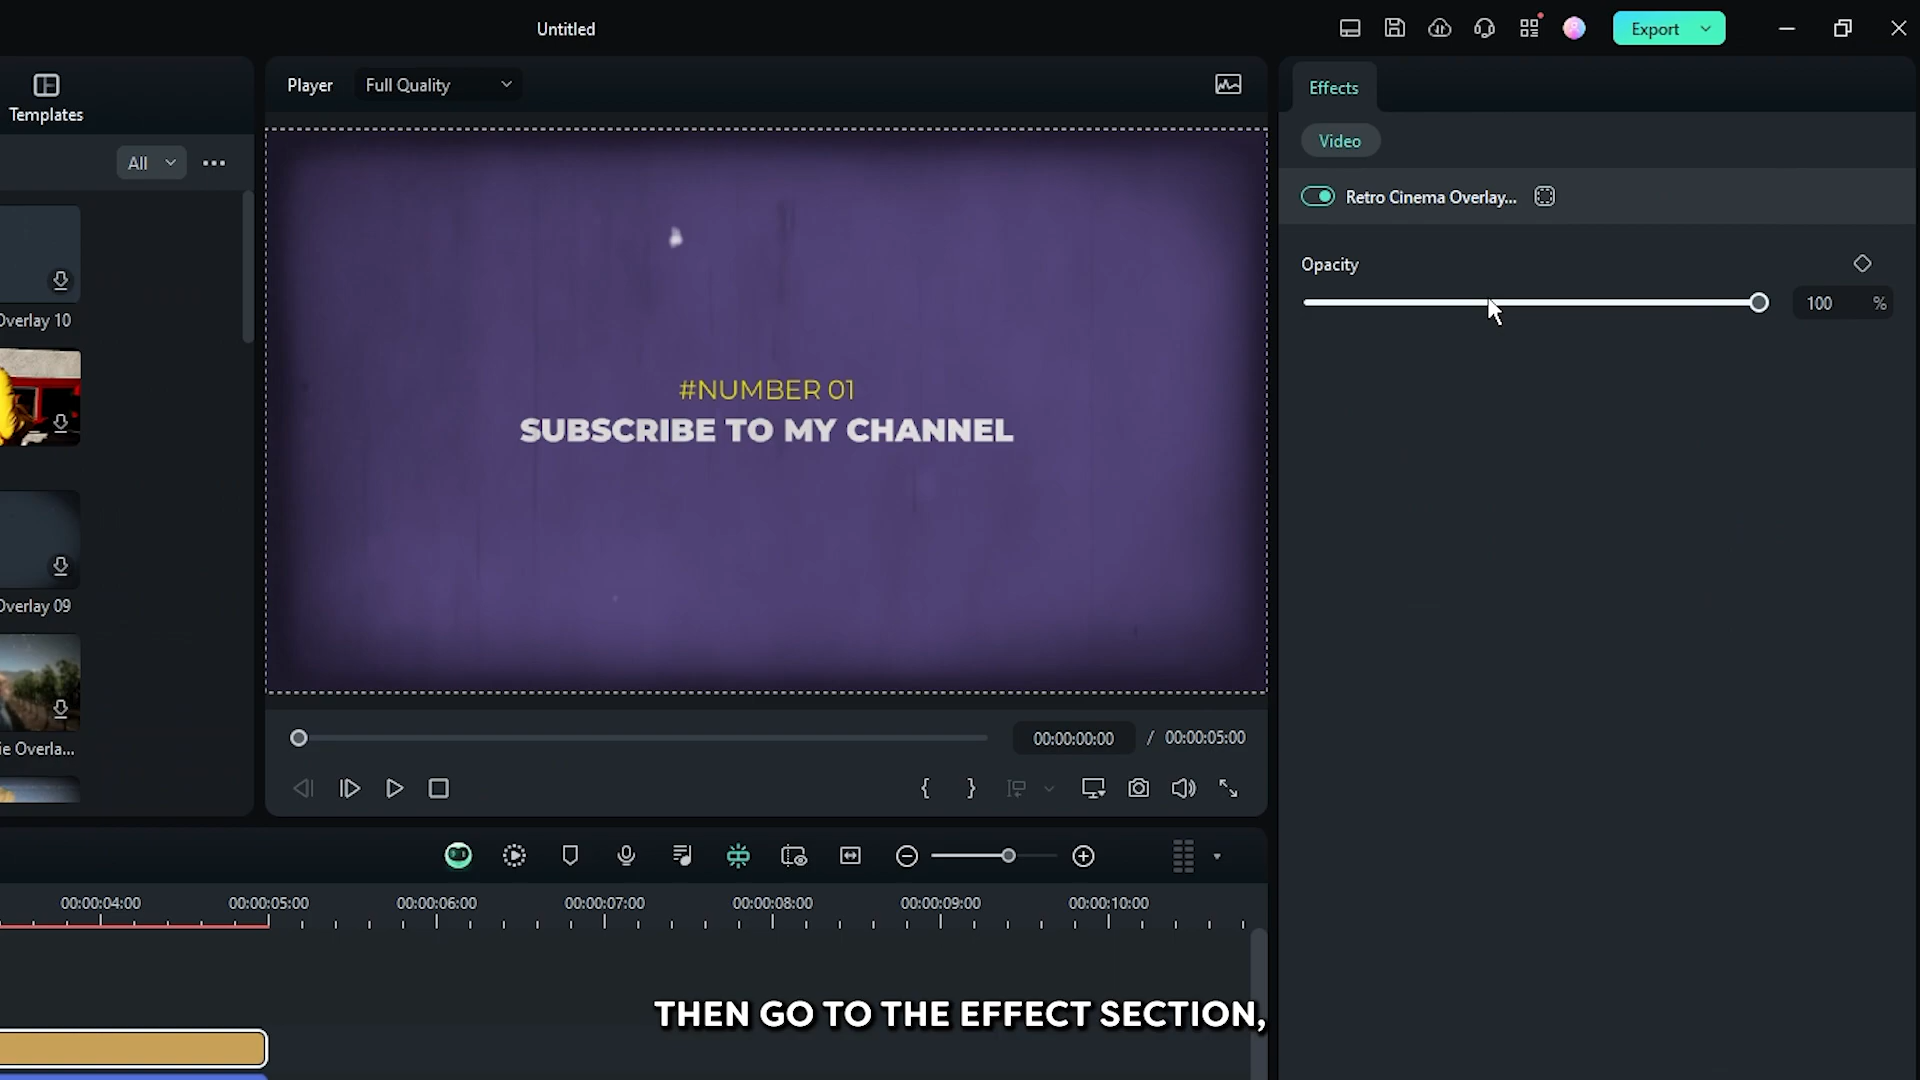 Untitled
Export
Templates
Player
Full Quality
Effects
All
Video
Retro Cinema Overlay...
Opacity
100 %
Overlay 10
#NUMBER 01
SUBSCRIBE TO MY CHANNEL
Overlay 09
ie Overla...
00:00:00:00 / 00:00:05:00
{ }
00:00:04:00 00:00:05:00 00:00:06:00 00:00:07:00 00:00:08:00 00:00:09:00 00:00:10:00
THEN GO TO THE EFFECT SECTION,